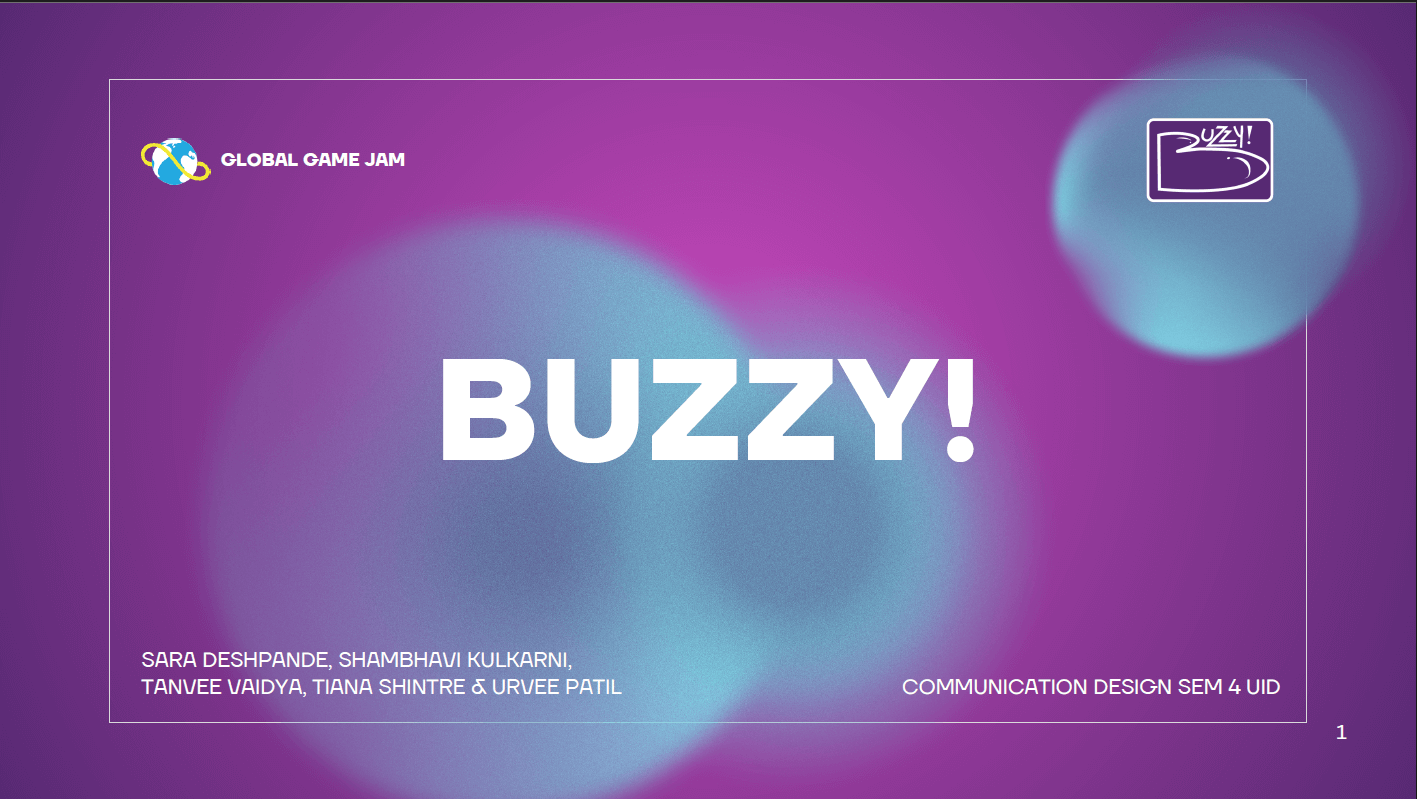 GLOBAL GAME JAM
BUZZY!
BUZZY!
SARA DESHPANDE, SHAMBHAVI KULKARNI,
TANVEE VAIDYA, TIANA SHINTRE & URVEE PATIL
COMMUNICATION DESIGN SEM 4 UID
1